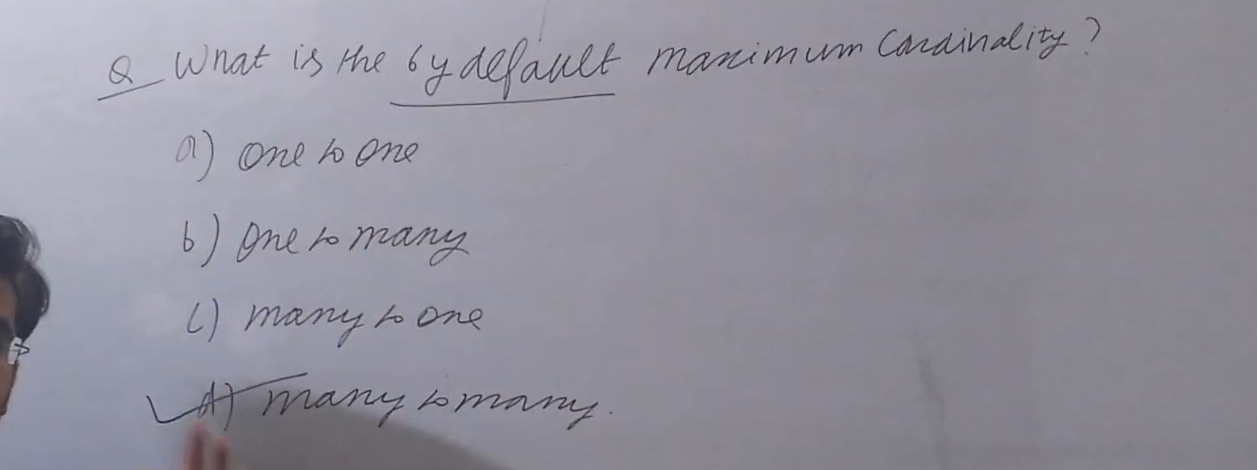 Q What is the by default maximum Cardinality?
a) one to one
b) one to many
c) many to one
d) many to many.